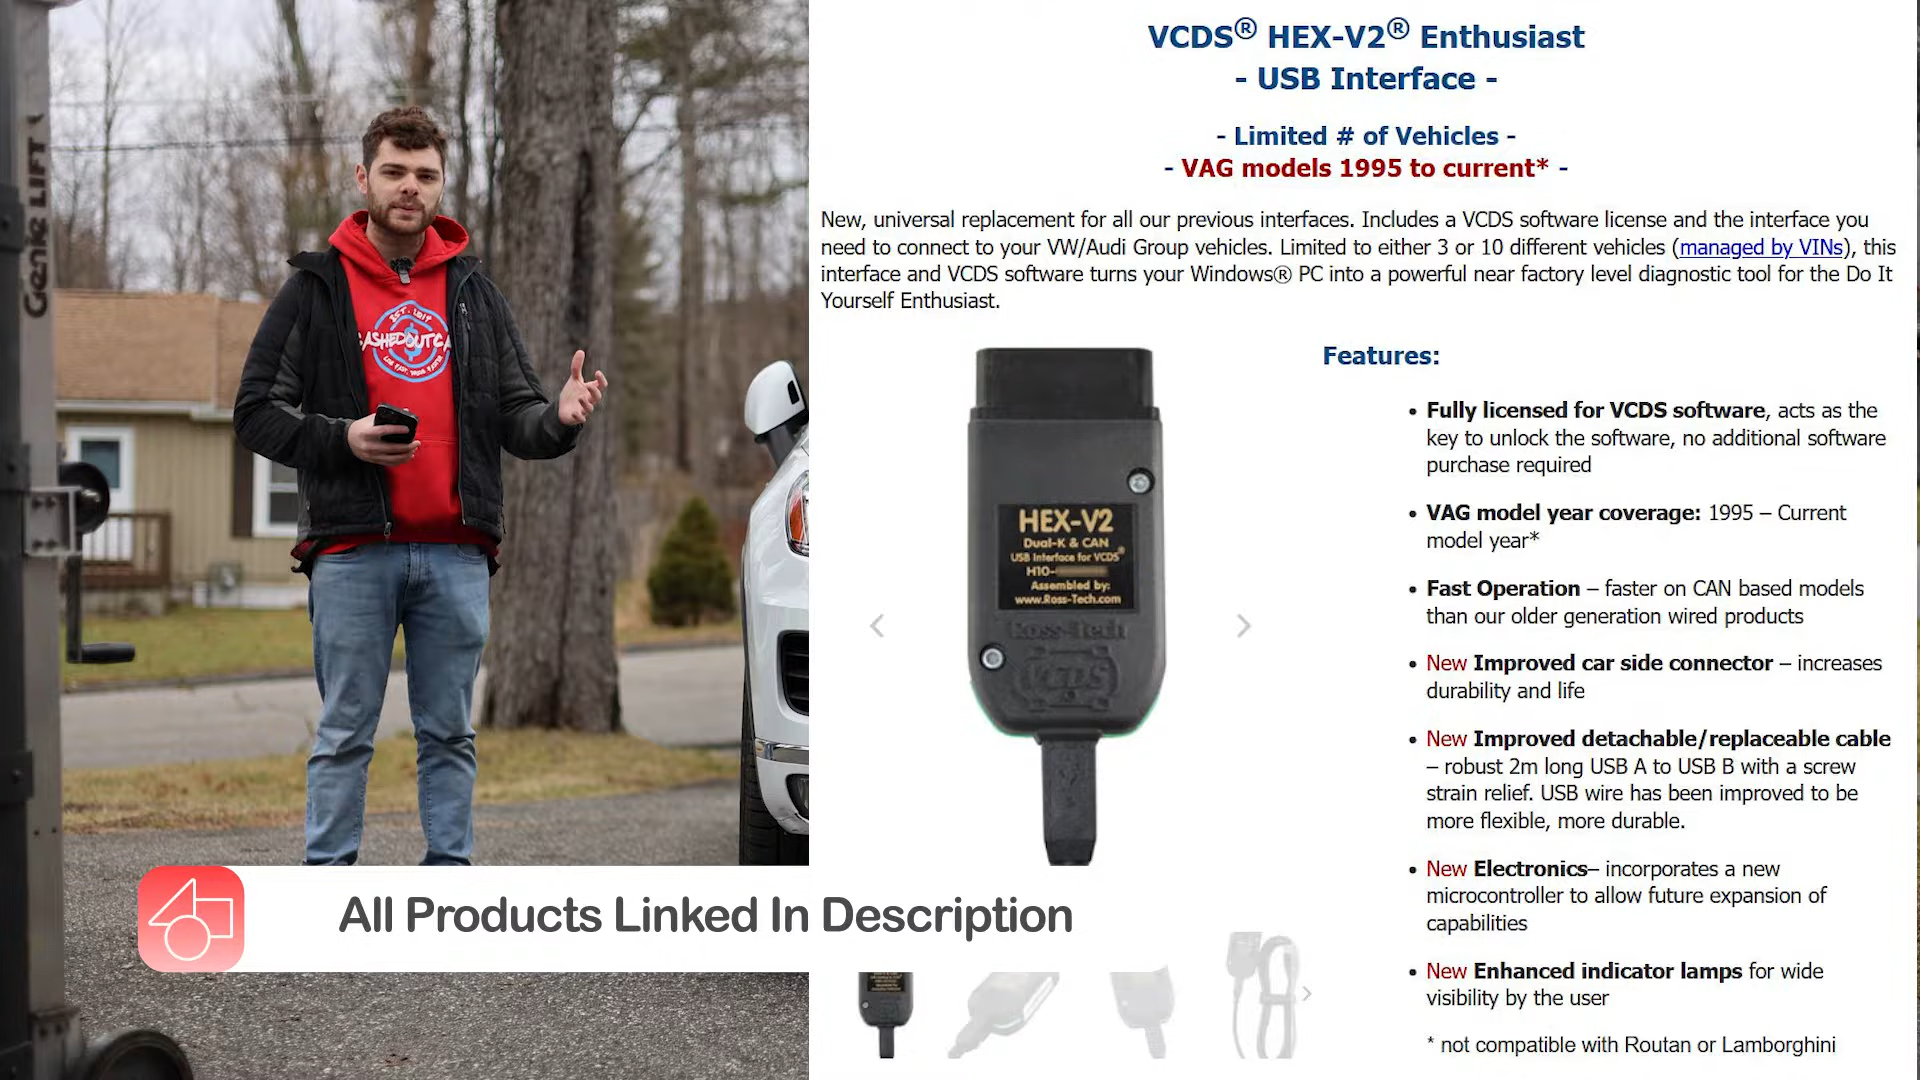 Genie LIFT
EST. 2017
CASHEDOUTCA
VCDS® HEX-V2® Enthusiast
- USB Interface -
- Limited # of Vehicles -
- VAG models 1995 to current* -
New, universal replacement for all our previous interfaces. Includes a VCDS software license and the interface you
need to connect to your VW/Audi Group vehicles. Limited to either 3 or 10 different vehicles (managed by VINs), this
interface and VCDS software turns your Windows® PC into a powerful near factory level diagnostic tool for the Do It
Yourself Enthusiast.
HEX-V2
Dual-K & CAN
USB Interface for VCDS®
H10-
Assembled by:
www.Ross-Tech.com
Ross-Tech
VCDS
Features:
• Fully licensed for VCDS software, acts as the
key to unlock the software, no additional software
purchase required
• VAG model year coverage: 1995 – Current
model year*
• Fast Operation – faster on CAN based models
than our older generation wired products
• New Improved car side connector – increases
durability and life
• New Improved detachable/replaceable cable
– robust 2m long USB A to USB B with a screw
strain relief. USB wire has been improved to be
more flexible, more durable.
• New Electronics– incorporates a new
microcontroller to allow future expansion of
capabilities
• New Enhanced indicator lamps for wide
visibility by the user
* not compatible with Routan or Lamborghini
All Products Linked In Description